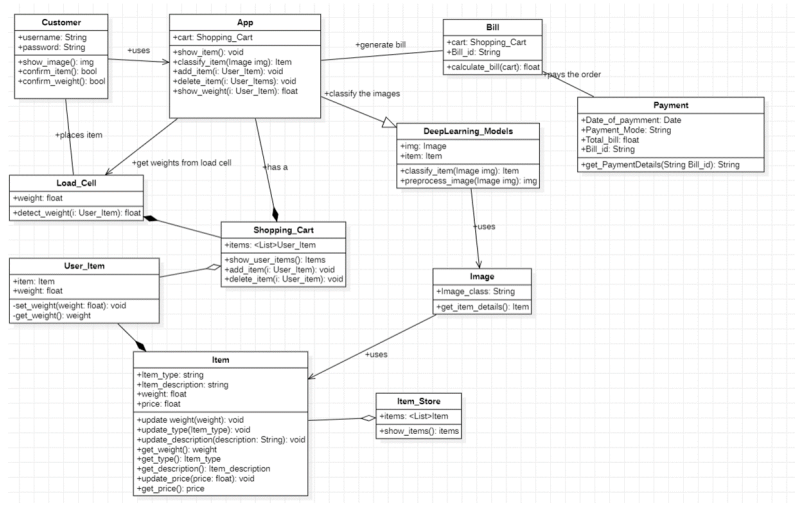 Customer
+username: String
+password: String
+show_image(): img
+confirm_item(): bool
+confirm_weight(): bool
+uses
App
+cart: Shopping_Cart
+show_item(): void
+classify_item(Image img): Item
+add_item(i: User_Item): void
+delete_item(i: User_Items): void
+show_weight(i: User_Item): float
+generate bill
Bill
+cart: Shopping_Cart
+Bill_id: String
+calculate_bill(cart): float
+pays the order
Payment
+Date_of_paymment: Date
+Payment_Mode: String
+Total_bill: float
+Bill_id: String
+get_PaymentDetails(String Bill_id): String
+classify the images
DeepLearning_Models
+img: Image
+item: Item
+classify_item(Image img): Item
+preprocess_image(Image img): img
+places item
+get weights from load cell
+has a
Load_Cell
+weight: float
+detect_weight(i: User_Item): float
Shopping_Cart
+items: <List>User_Item
+show_user_items(): Items
+add_item(i: User_Item): void
+delete_item(i: User_item): void
+uses
User_Item
+item: Item
+weight: float
-set_weight(weight: float): void
-get_weight(): weight
Image
+Image_class: String
+get_item_details(): Item
+uses
Item
+Item_type: string
+Item_description: string
+weight: float
+price: float
+update weight(weight): void
+update_type(Item_type): void
+update_description(description: String): void
+get_weight(): weight
+get_type(): Item_type
+get_description(): Item_description
+update_price(price: float): void
+get_price(): price
Item_Store
+items: <List>Item
+show_items(): items